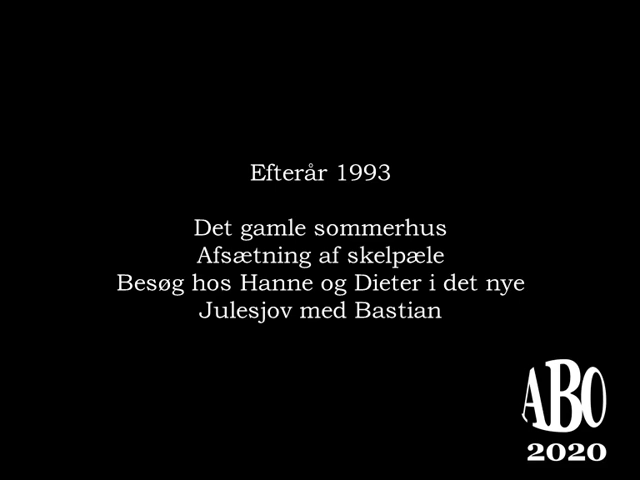 Efterår 1993
Det gamle sommerhus
Afsætning af skelpæle
Besøg hos Hanne og Dieter i det nye
Julesjov med Bastian
ABO
2020